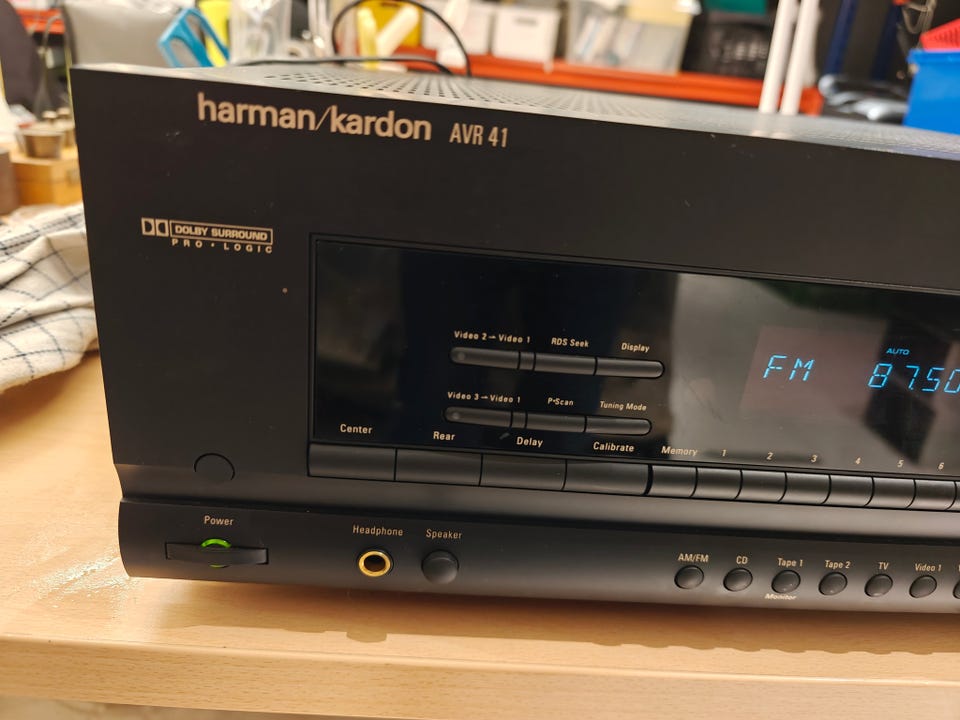 harman/kardon AVR 41
DOLBY SURROUND
PRO • LOGIC
Video 2 → Video 1 RDS Seek Display
FM AUTO 87.50
Video 3 → Video 1 P•Scan Tuning Mode
Center Rear Delay Calibrate Memory 1 2 3 4 5 6
Power Headphone Speaker
AM/FM CD Tape 1 Tape 2 TV Video 1
Monitor